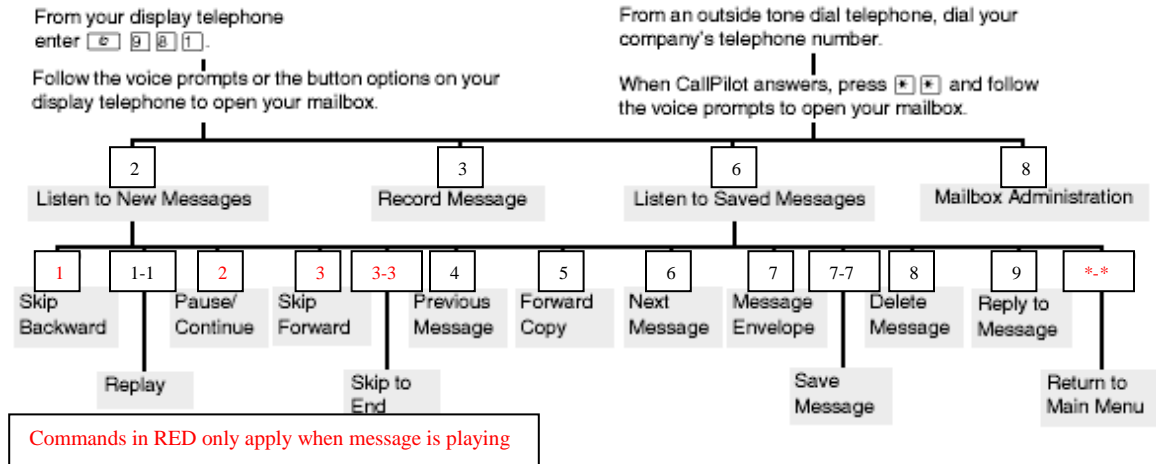 From your display telephone
enter 9 8 1.
Follow the voice prompts or the button options on your
display telephone to open your mailbox.
From an outside tone dial telephone, dial your
company's telephone number.
When CallPilot answers, press * * and follow
the voice prompts to open your mailbox.
2
3
6
8
Listen to New Messages
Record Message
Listen to Saved Messages
Mailbox Administration
1
1-1
2
3
3-3
4
5
6
7
7-7
8
9
*-*
Skip
Backward
Pause/
Continue
Skip
Forward
Previous
Message
Forward
Copy
Next
Message
Message
Envelope
Delete
Message
Reply to
Message
Replay
Skip to
End
Save
Message
Return to
Main Menu
Commands in RED only apply when message is playing